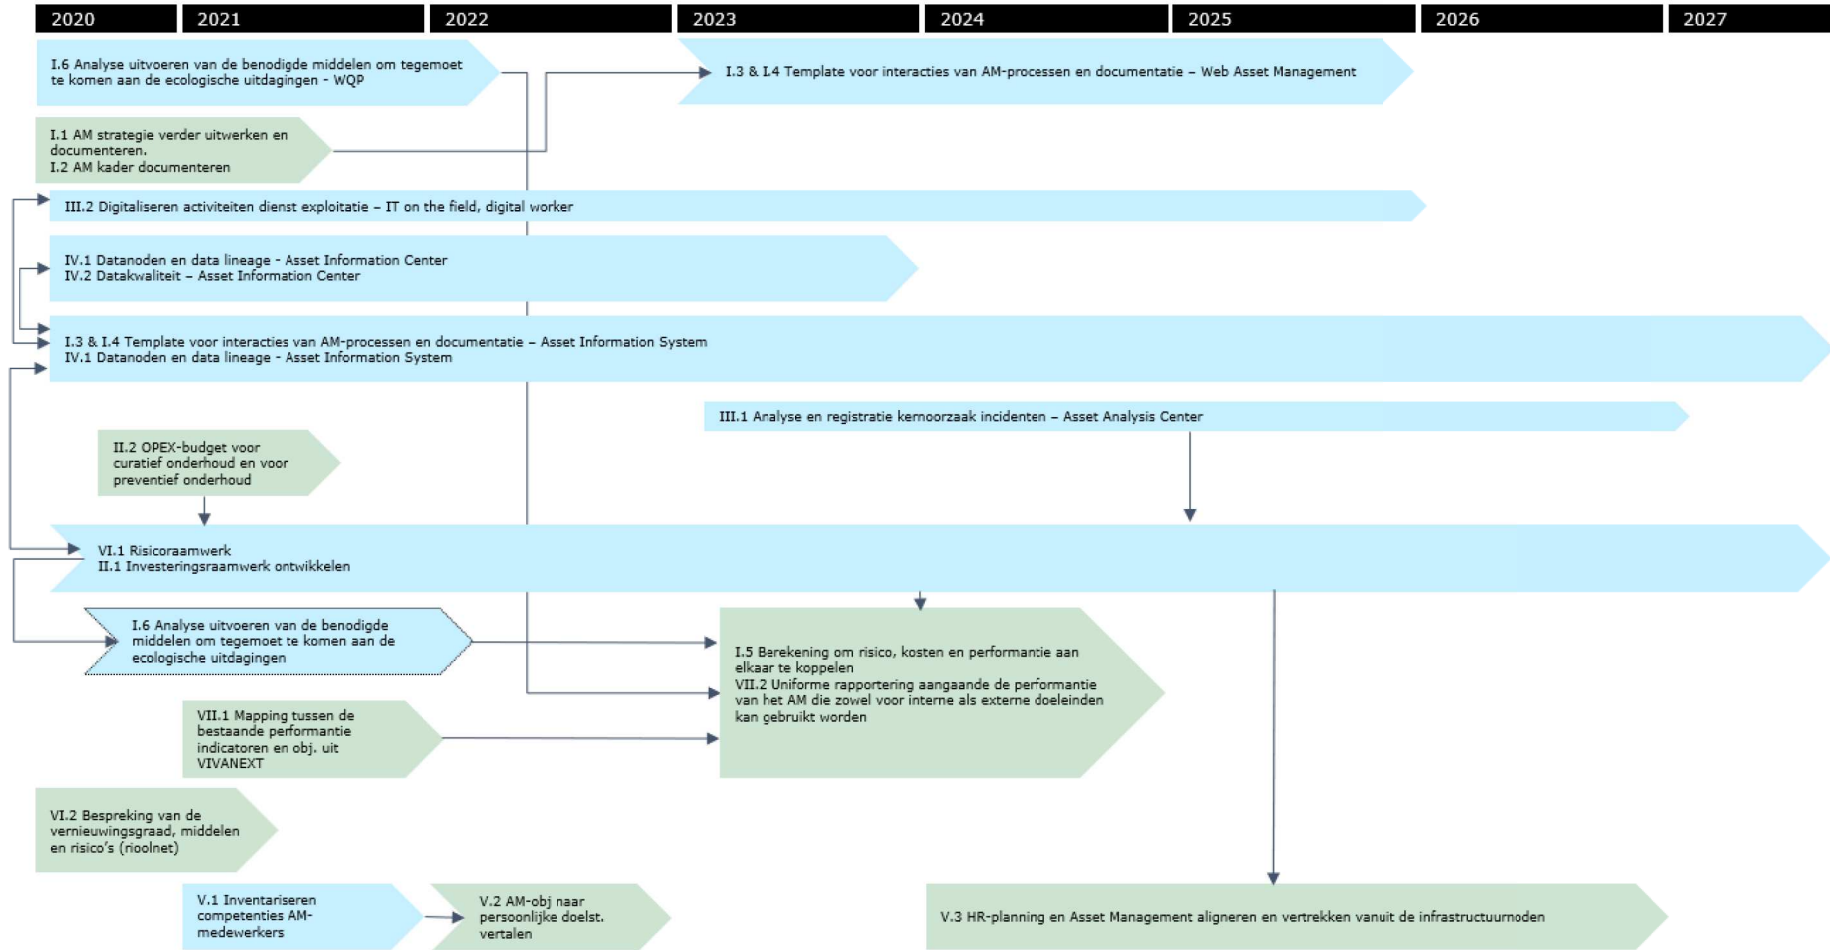 2020 2021 2022 2023 2024 2025 2026 2027
I.6 Analyse uitvoeren van de benodigde middelen om tegemoet
te komen aan de ecologische uitdagingen - WQP
I.3 & I.4 Template voor interacties van AM-processen en documentatie – Web Asset Management
I.1 AM strategie verder uitwerken en
documenteren.
I.2 AM kader documenteren
III.2 Digitaliseren activiteiten dienst exploitatie – IT on the field, digital worker
IV.1 Datanoden en data lineage - Asset Information Center
IV.2 Datakwaliteit – Asset Information Center
I.3 & I.4 Template voor interacties van AM-processen en documentatie – Asset Information System
IV.1 Datanoden en data lineage - Asset Information System
III.1 Analyse en registratie kernoorzaak incidenten – Asset Analysis Center
II.2 OPEX-budget voor
curatief onderhoud en voor
preventief onderhoud
VI.1 Risicoraamwerk
II.1 Investeringsraamwerk ontwikkelen
I.6 Analyse uitvoeren van de benodigde
middelen om tegemoet te komen aan de
ecologische uitdagingen
I.5 Berekening om risico, kosten en performantie aan
elkaar te koppelen
VII.2 Uniforme rapportering aangaande de performantie
van het AM die zowel voor interne als externe doeleinden
kan gebruikt worden
VII.1 Mapping tussen de
bestaande performantie
indicatoren en obj. uit
VIVANEXT
VI.2 Bespreking van de
vernieuwingsgraad, middelen
en risico's (rioolnet)
V.1 Inventariseren
competenties AM-
medewerkers
V.2 AM-obj naar
persoonlijke doelst.
vertalen
V.3 HR-planning en Asset Management aligneren en vertrekken vanuit de infrastructuurnoden